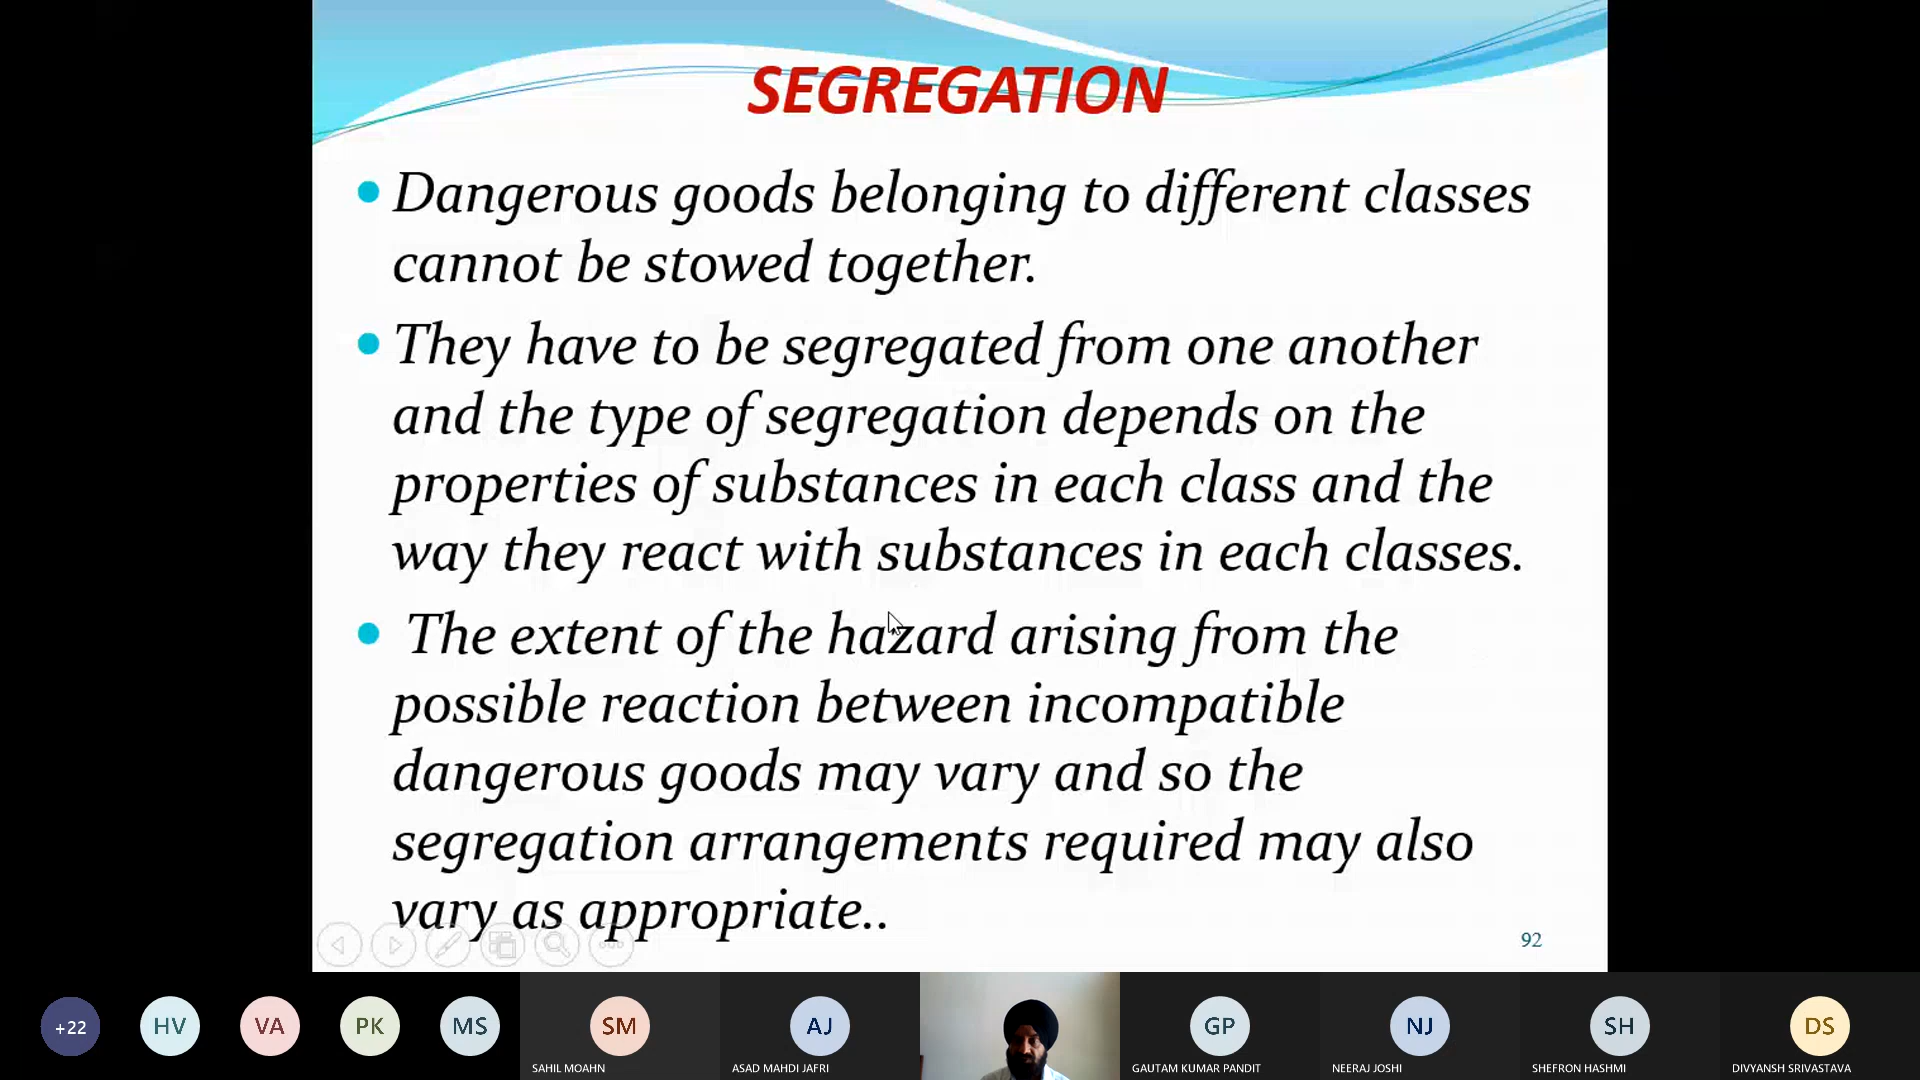 SEGREGATION
Dangerous goods belonging to different classes
cannot be stowed together.
They have to be segregated from one another
and the type of segregation depends on the
properties of substances in each class and the
way they react with substances in each classes.
The extent of the hazard arising from the
possible reaction between incompatible
dangerous goods may vary and so the
segregation arrangements required may also
vary as appropriate..
92
+22
HV
VA
PK
MS
SM
AJ
GP
NJ
SH
DS
SAHIL MOAHN
ASAD MAHDI JAFRI
GAUTAM KUMAR PANDIT
NEERAJ JOSHI
SHEFRON HASHMI
DIVYANSH SRIVASTAVA